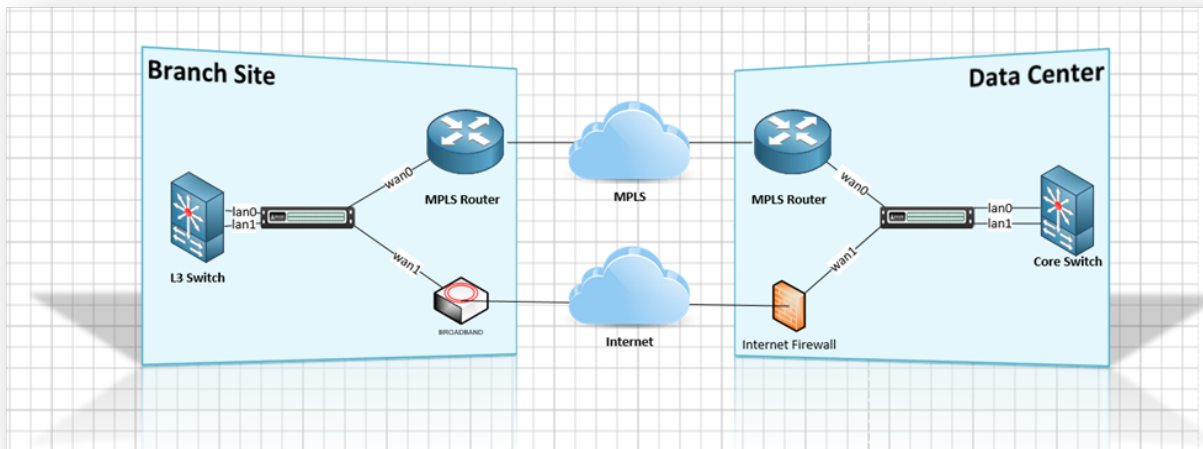 Branch Site
Data Center
MPLS Router
MPLS
MPLS Router
wan0
wan0
lan0
lan1
lan0
lan1
L3 Switch
Core Switch
wan1
wan1
BROADBAND
Internet
Internet Firewall